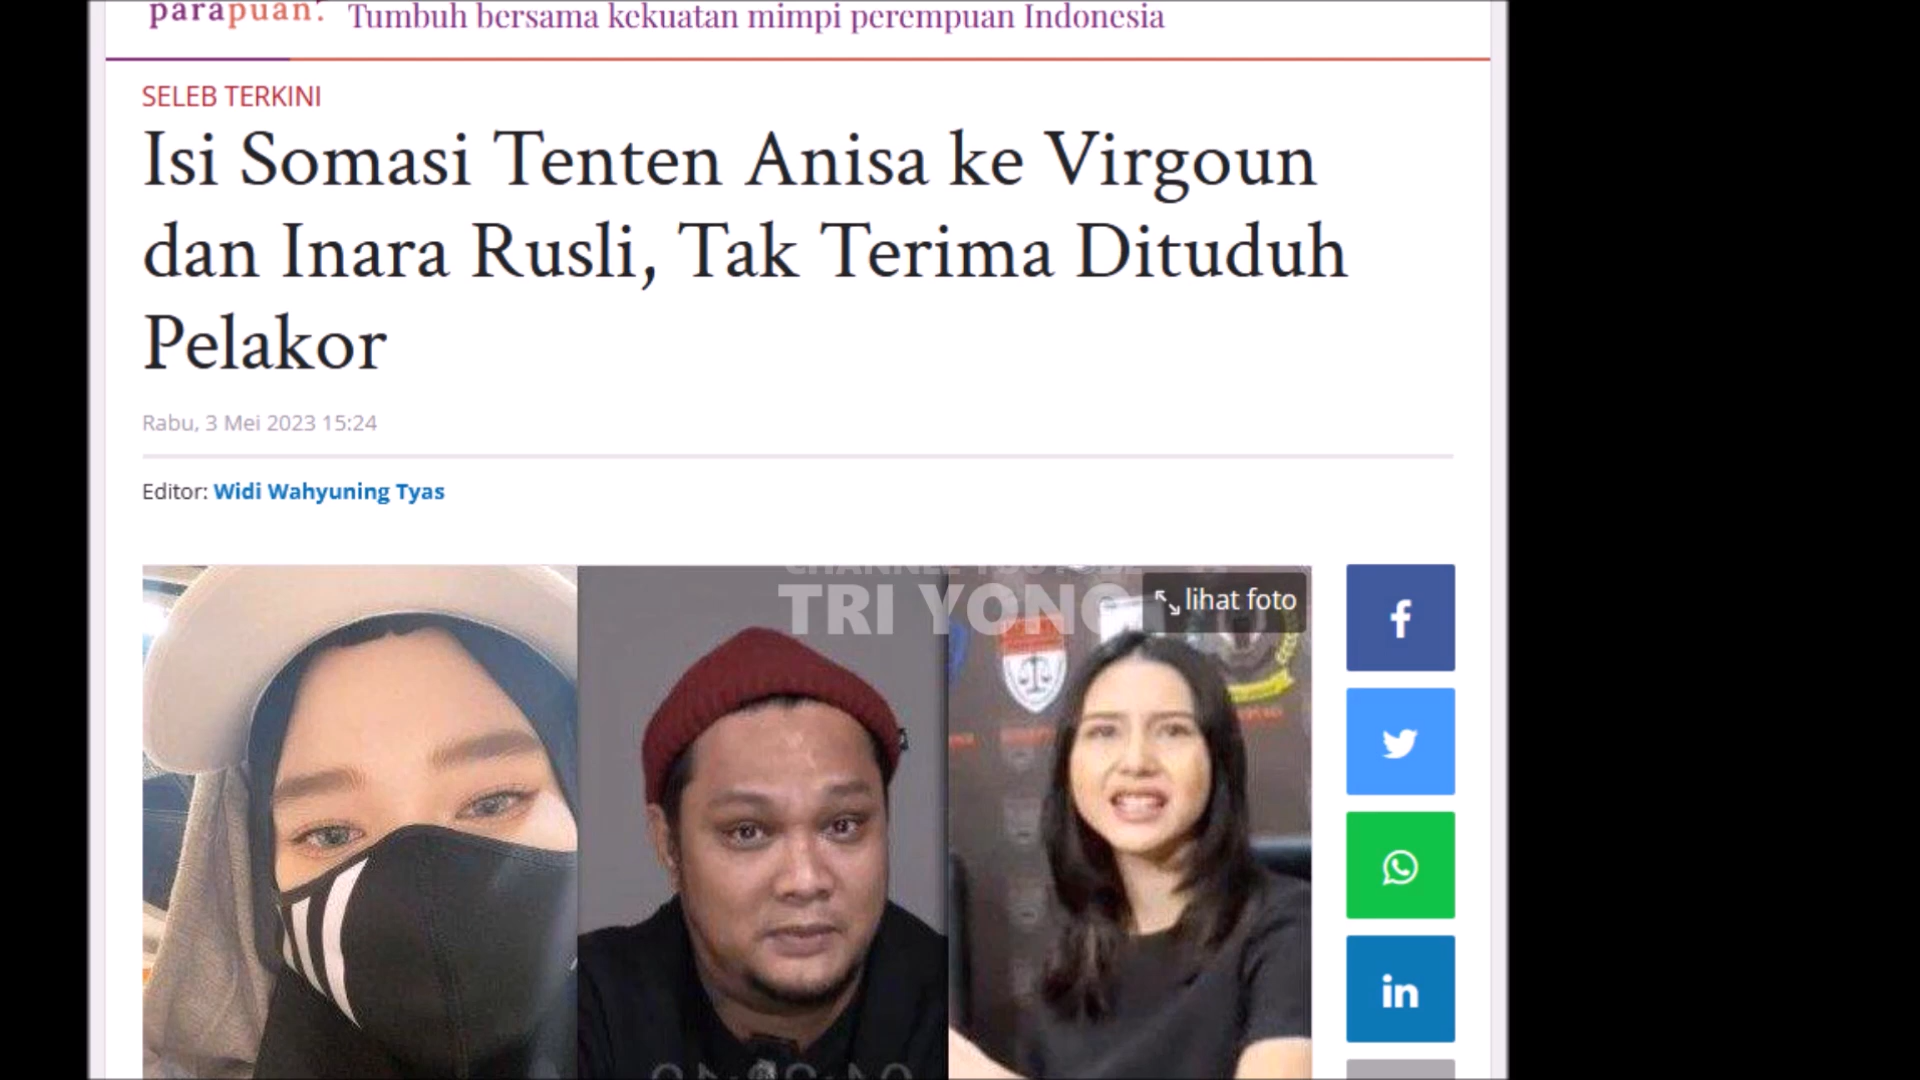 parapuan. Tumbuh bersama kekuatan mimpi perempuan Indonesia
SELEB TERKINI
Isi Somasi Tenten Anisa ke Virgoun
dan Inara Rusli, Tak Terima Dituduh
Pelakor
Rabu, 3 Mei 2023 15:24
Editor: Widi Wahyuning Tyas
TRI YONO
lihat foto